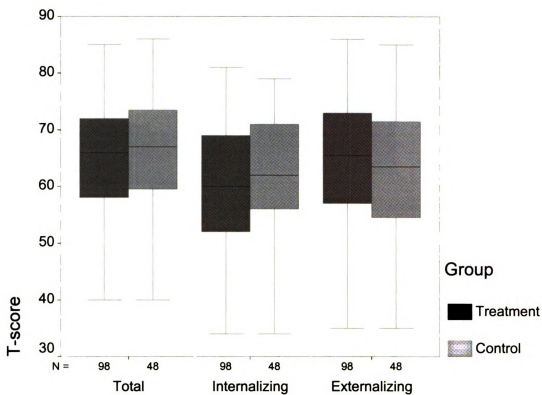 90
80
70
60
50
40
30
T-score
N = 98 48 98 48 98 48
Total Internalizing Externalizing
Group
Treatment
Control